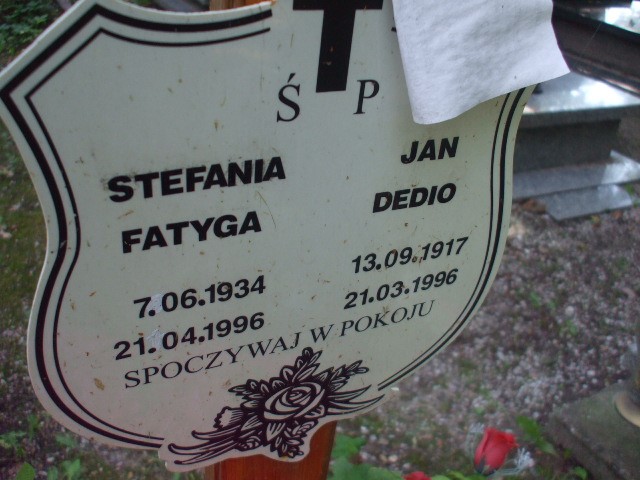 Ś P
STEFANIA
FATYGA
7.06.1934
21.04.1996
JAN
DEDIO
13.09.1917
21.03.1996
SPOCZYWAJ W POKOJU